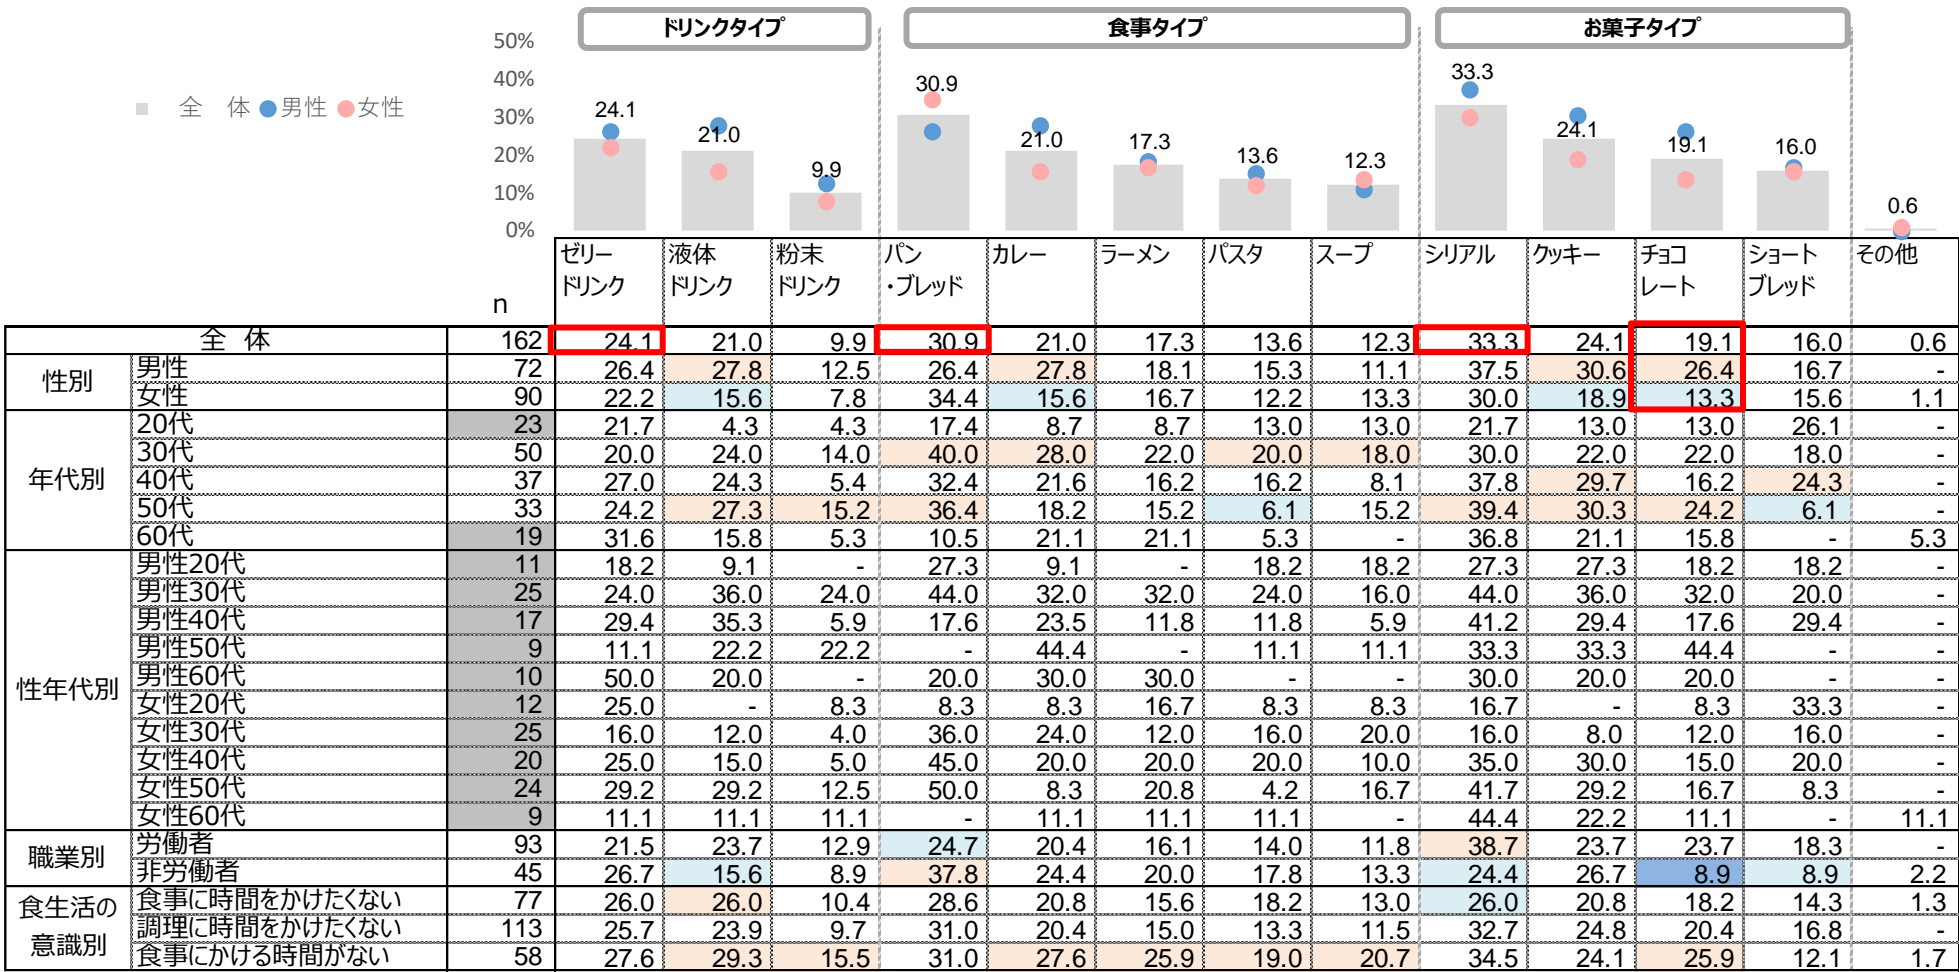 ドリンクタイプ 食事タイプ お菓子タイプ
50%
40%
30%
20%
10%
0%
全 体 男性 女性
24.1 21.0 9.9 30.9 21.0 17.3 13.6 12.3 33.3 24.1 19.1 16.0 0.6
n ゼリードリンク 液体ドリンク 粉末ドリンク パン・ブレッド カレー ラーメン パスタ スープ シリアル クッキー チョコレート ショートブレッド その他
全 体 162 24.1 21.0 9.9 30.9 21.0 17.3 13.6 12.3 33.3 24.1 19.1 16.0 0.6
性別
男性 72 26.4 27.8 12.5 26.4 27.8 18.1 15.3 11.1 37.5 30.6 26.4 16.7 -
女性 90 22.2 15.6 7.8 34.4 15.6 16.7 12.2 13.3 30.0 18.9 13.3 15.6 1.1
年代別
20代 23 21.7 4.3 4.3 17.4 8.7 8.7 13.0 13.0 21.7 13.0 13.0 26.1 -
30代 50 20.0 24.0 14.0 40.0 28.0 22.0 20.0 18.0 30.0 22.0 22.0 18.0 -
40代 37 27.0 24.3 5.4 32.4 21.6 16.2 16.2 8.1 37.8 29.7 16.2 24.3 -
50代 33 24.2 27.3 15.2 36.4 18.2 15.2 6.1 15.2 39.4 30.3 24.2 6.1 -
60代 19 31.6 15.8 5.3 10.5 21.1 21.1 5.3 - 36.8 21.1 15.8 - 5.3
性年代別
男性20代 11 18.2 9.1 - 27.3 9.1 - 18.2 18.2 27.3 27.3 18.2 18.2 -
男性30代 25 24.0 36.0 24.0 44.0 32.0 32.0 24.0 16.0 44.0 36.0 32.0 20.0 -
男性40代 17 29.4 35.3 5.9 17.6 23.5 11.8 11.8 5.9 41.2 29.4 17.6 29.4 -
男性50代 9 11.1 22.2 22.2 - 44.4 - 11.1 11.1 33.3 33.3 44.4 - -
男性60代 10 50.0 20.0 - 20.0 30.0 30.0 - - 30.0 20.0 20.0 - -
女性20代 12 25.0 - 8.3 8.3 8.3 16.7 8.3 8.3 16.7 - 8.3 33.3 -
女性30代 25 16.0 12.0 4.0 36.0 24.0 12.0 16.0 20.0 16.0 8.0 12.0 16.0 -
女性40代 20 25.0 15.0 5.0 45.0 20.0 20.0 20.0 10.0 35.0 30.0 15.0 20.0 -
女性50代 24 29.2 29.2 12.5 50.0 8.3 20.8 4.2 16.7 41.7 29.2 16.7 8.3 -
女性60代 9 11.1 11.1 11.1 - 11.1 11.1 11.1 - 44.4 22.2 11.1 - 11.1
職業別
労働者 93 21.5 23.7 12.9 24.7 20.4 16.1 14.0 11.8 38.7 23.7 23.7 18.3 -
非労働者 45 26.7 15.6 8.9 37.8 24.4 20.0 17.8 13.3 24.4 26.7 8.9 8.9 2.2
食生活の意識別
食事に時間をかけたくない 77 26.0 26.0 10.4 28.6 20.8 15.6 18.2 13.0 26.0 20.8 18.2 14.3 1.3
調理に時間をかけたくない 113 25.7 23.9 9.7 31.0 20.4 15.0 13.3 11.5 32.7 24.8 20.4 16.8 -
食事にかける時間がない 58 27.6 29.3 15.5 31.0 27.6 25.9 19.0 20.7 34.5 24.1 25.9 12.1 1.7